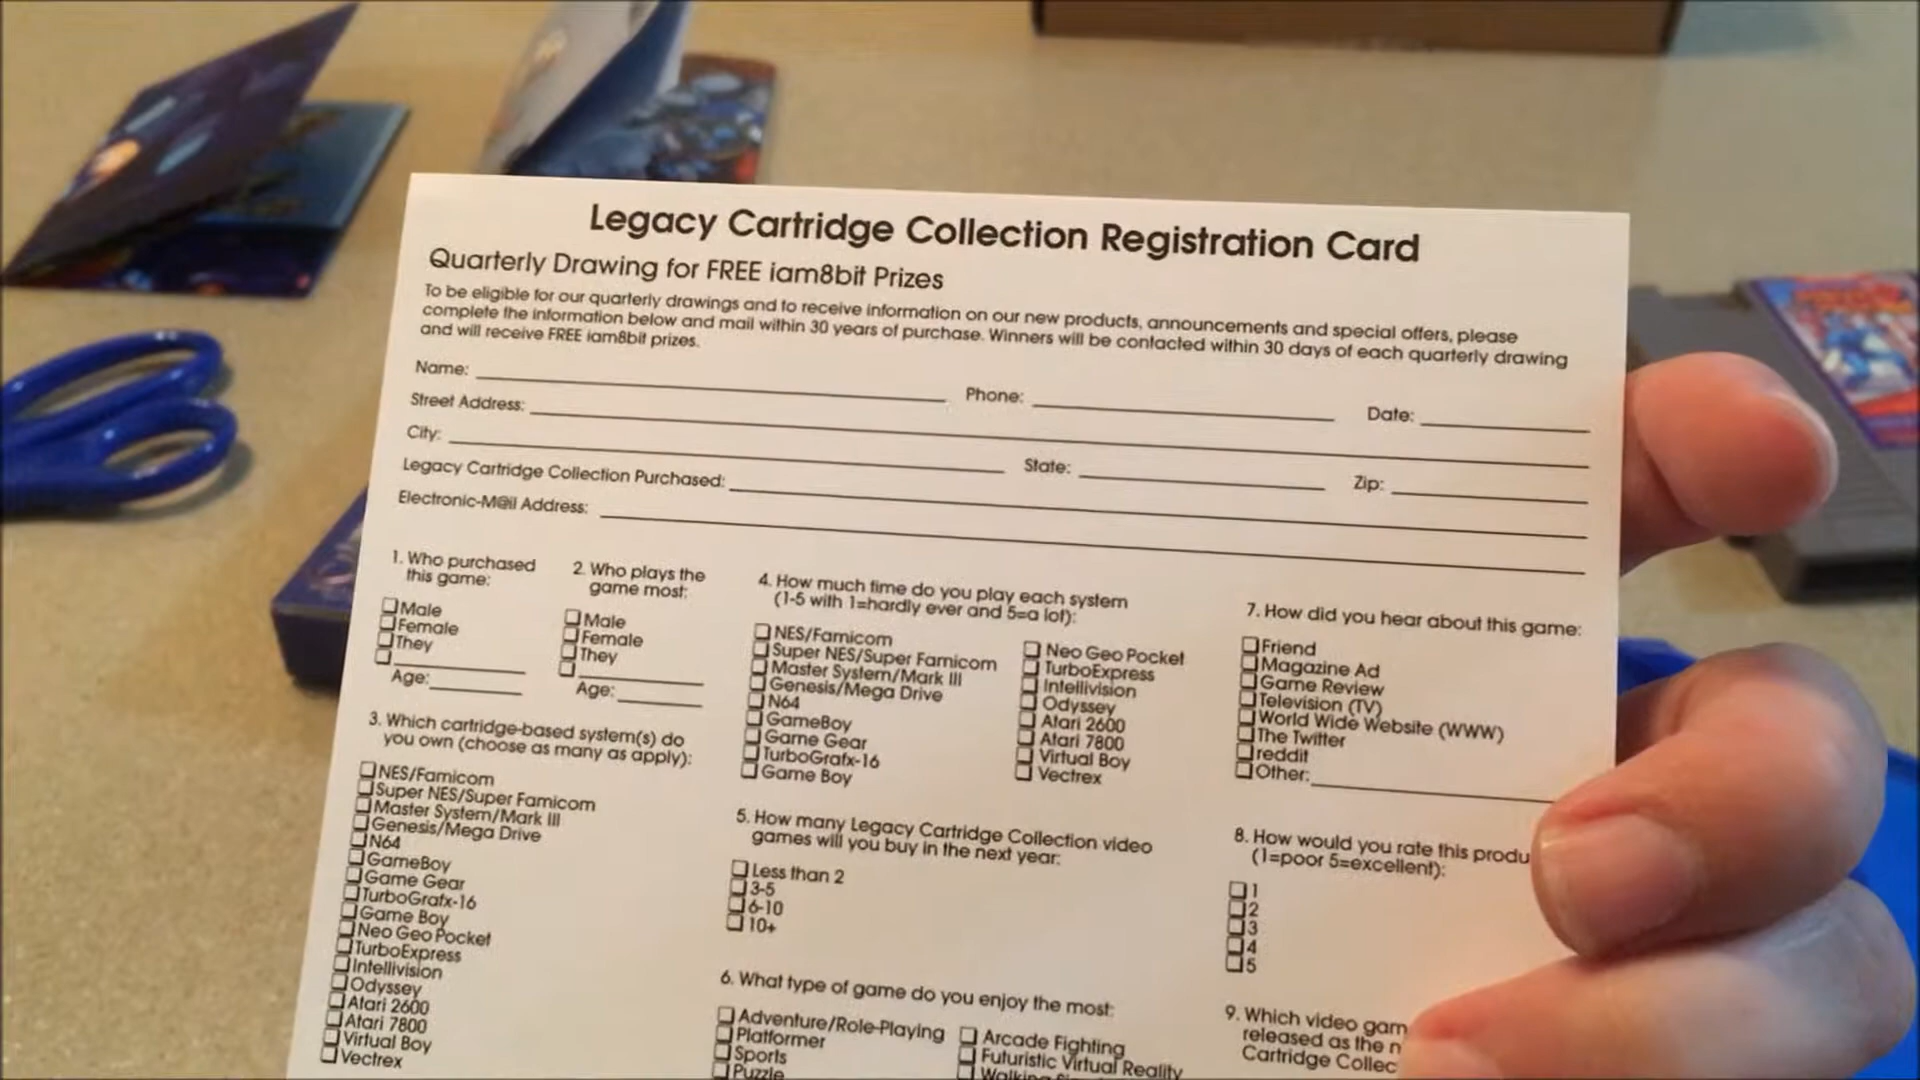 Legacy Cartridge Collection Registration Card
Quarterly Drawing for FREE iam8bit Prizes
To be eligible for our quarterly drawings and to receive information on our new products, announcements and special offers, please
complete the information below and mail within 30 years of purchase. Winners will be contacted within 30 days of each quarterly drawing
and will receive FREE iam8bit prizes.
Name: Phone: Date:
Street Address:
City: State: Zip:
Legacy Cartridge Collection Purchased:
Electronic-M@il Address:
1. Who purchased
this game:
Male
Female
They
Age:
2. Who plays the
game most:
Male
Female
They
Age:
3. Which cartridge-based system(s) do
you own (choose as many as apply):
NES/Famicom
Super NES/Super Famicom
Master System/Mark III
Genesis/Mega Drive
N64
GameBoy
Game Gear
TurboGrafx-16
Game Boy
Neo Geo Pocket
TurboExpress
Intellivision
Odyssey
Atari 2600
Atari 7800
Virtual Boy
Vectrex
4. How much time do you play each system
(1-5 with 1=hardly ever and 5=a lot):
NES/Famicom
Super NES/Super Famicom
Master System/Mark III
Genesis/Mega Drive
N64
GameBoy
Game Gear
TurboGrafx-16
Game Boy
Neo Geo Pocket
TurboExpress
Intellivision
Odyssey
Atari 2600
Atari 7800
Virtual Boy
Vectrex
5. How many Legacy Cartridge Collection video
games will you buy in the next year:
Less than 2
3-5
6-10
10+
6. What type of game do you enjoy the most:
Adventure/Role-Playing
Platformer
Sports
Puzzle
Arcade Fighting
Futuristic Virtual Reality
Walking
7. How did you hear about this game:
Friend
Magazine Ad
Game Review
Television (TV)
World Wide Website (WWW)
The Twitter
reddit
Other:
8. How would you rate this produ
(1=poor 5=excellent):
1
2
3
4
5
9. Which video gam
released as the n
Cartridge Collec